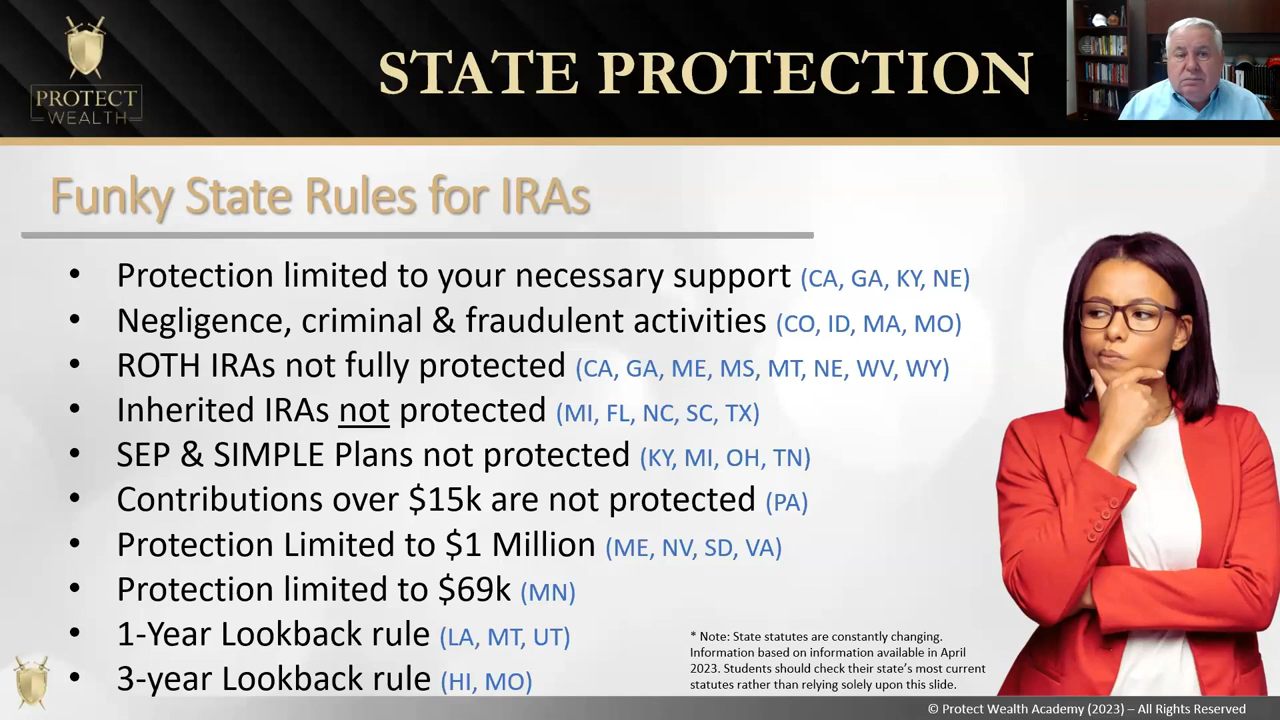 PROTECT
WEALTH
STATE PROTECTION
Funky State Rules for IRAs
• Protection limited to your necessary support (CA, GA, KY, NE)
• Negligence, criminal & fraudulent activities (CO, ID, MA, MO)
• ROTH IRAs not fully protected (CA, GA, ME, MS, MT, NE, WV, WY)
• Inherited IRAs not protected (MI, FL, NC, SC, TX)
• SEP & SIMPLE Plans not protected (KY, MI, OH, TN)
• Contributions over $15k are not protected (PA)
• Protection Limited to $1 Million (ME, NV, SD, VA)
• Protection limited to $69k (MN)
• 1-Year Lookback rule (LA, MT, UT)
• 3-year Lookback rule (HI, MO)
* Note: State statutes are constantly changing.
Information based on information available in April
2023. Students should check their state's most current
statutes rather than relying solely upon this slide.
© Protect Wealth Academy (2023) – All Rights Reserved